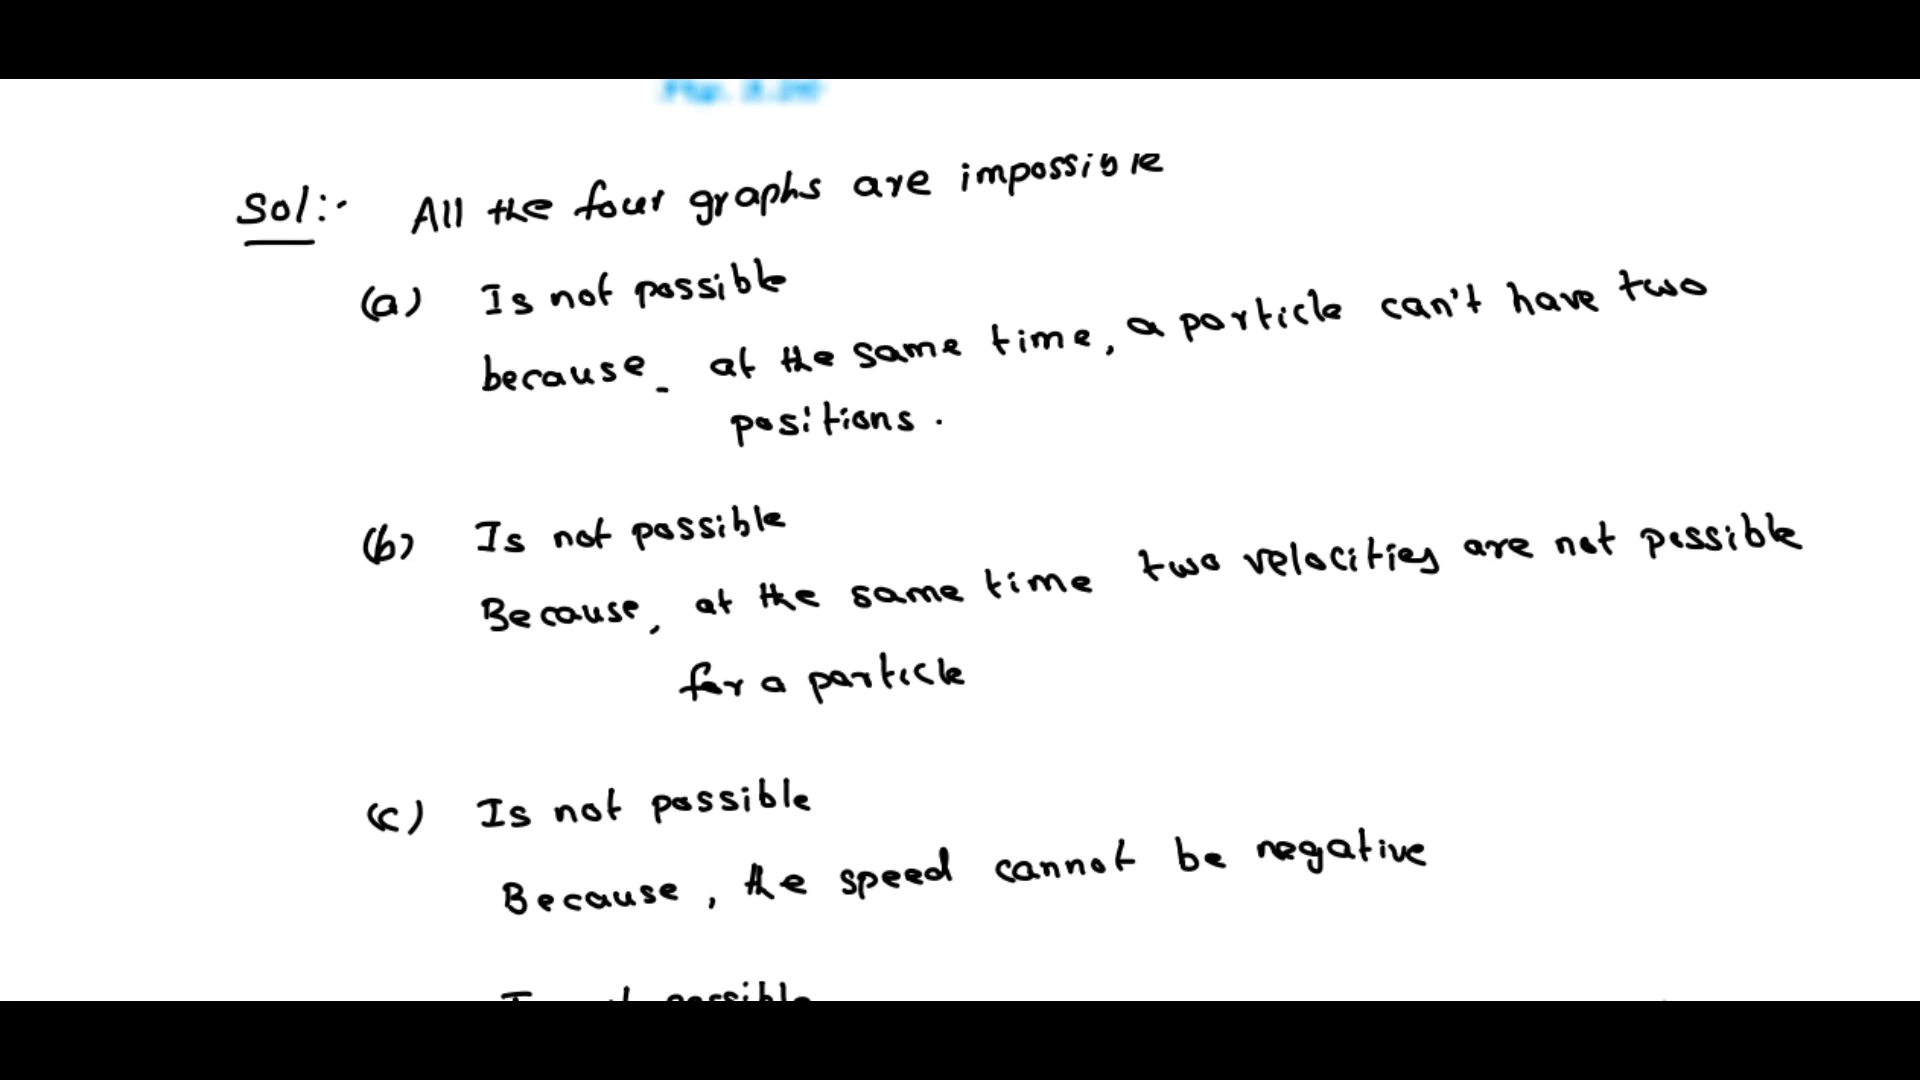 Sol:- All the four graphs are impossible
(a) Is not possible
because at the same time, a particle can't have two
positions.
(b) Is not possible
Because, at the same time two velocities are not possible
for a particle
(c) Is not possible
Because, the speed cannot be negative
possible